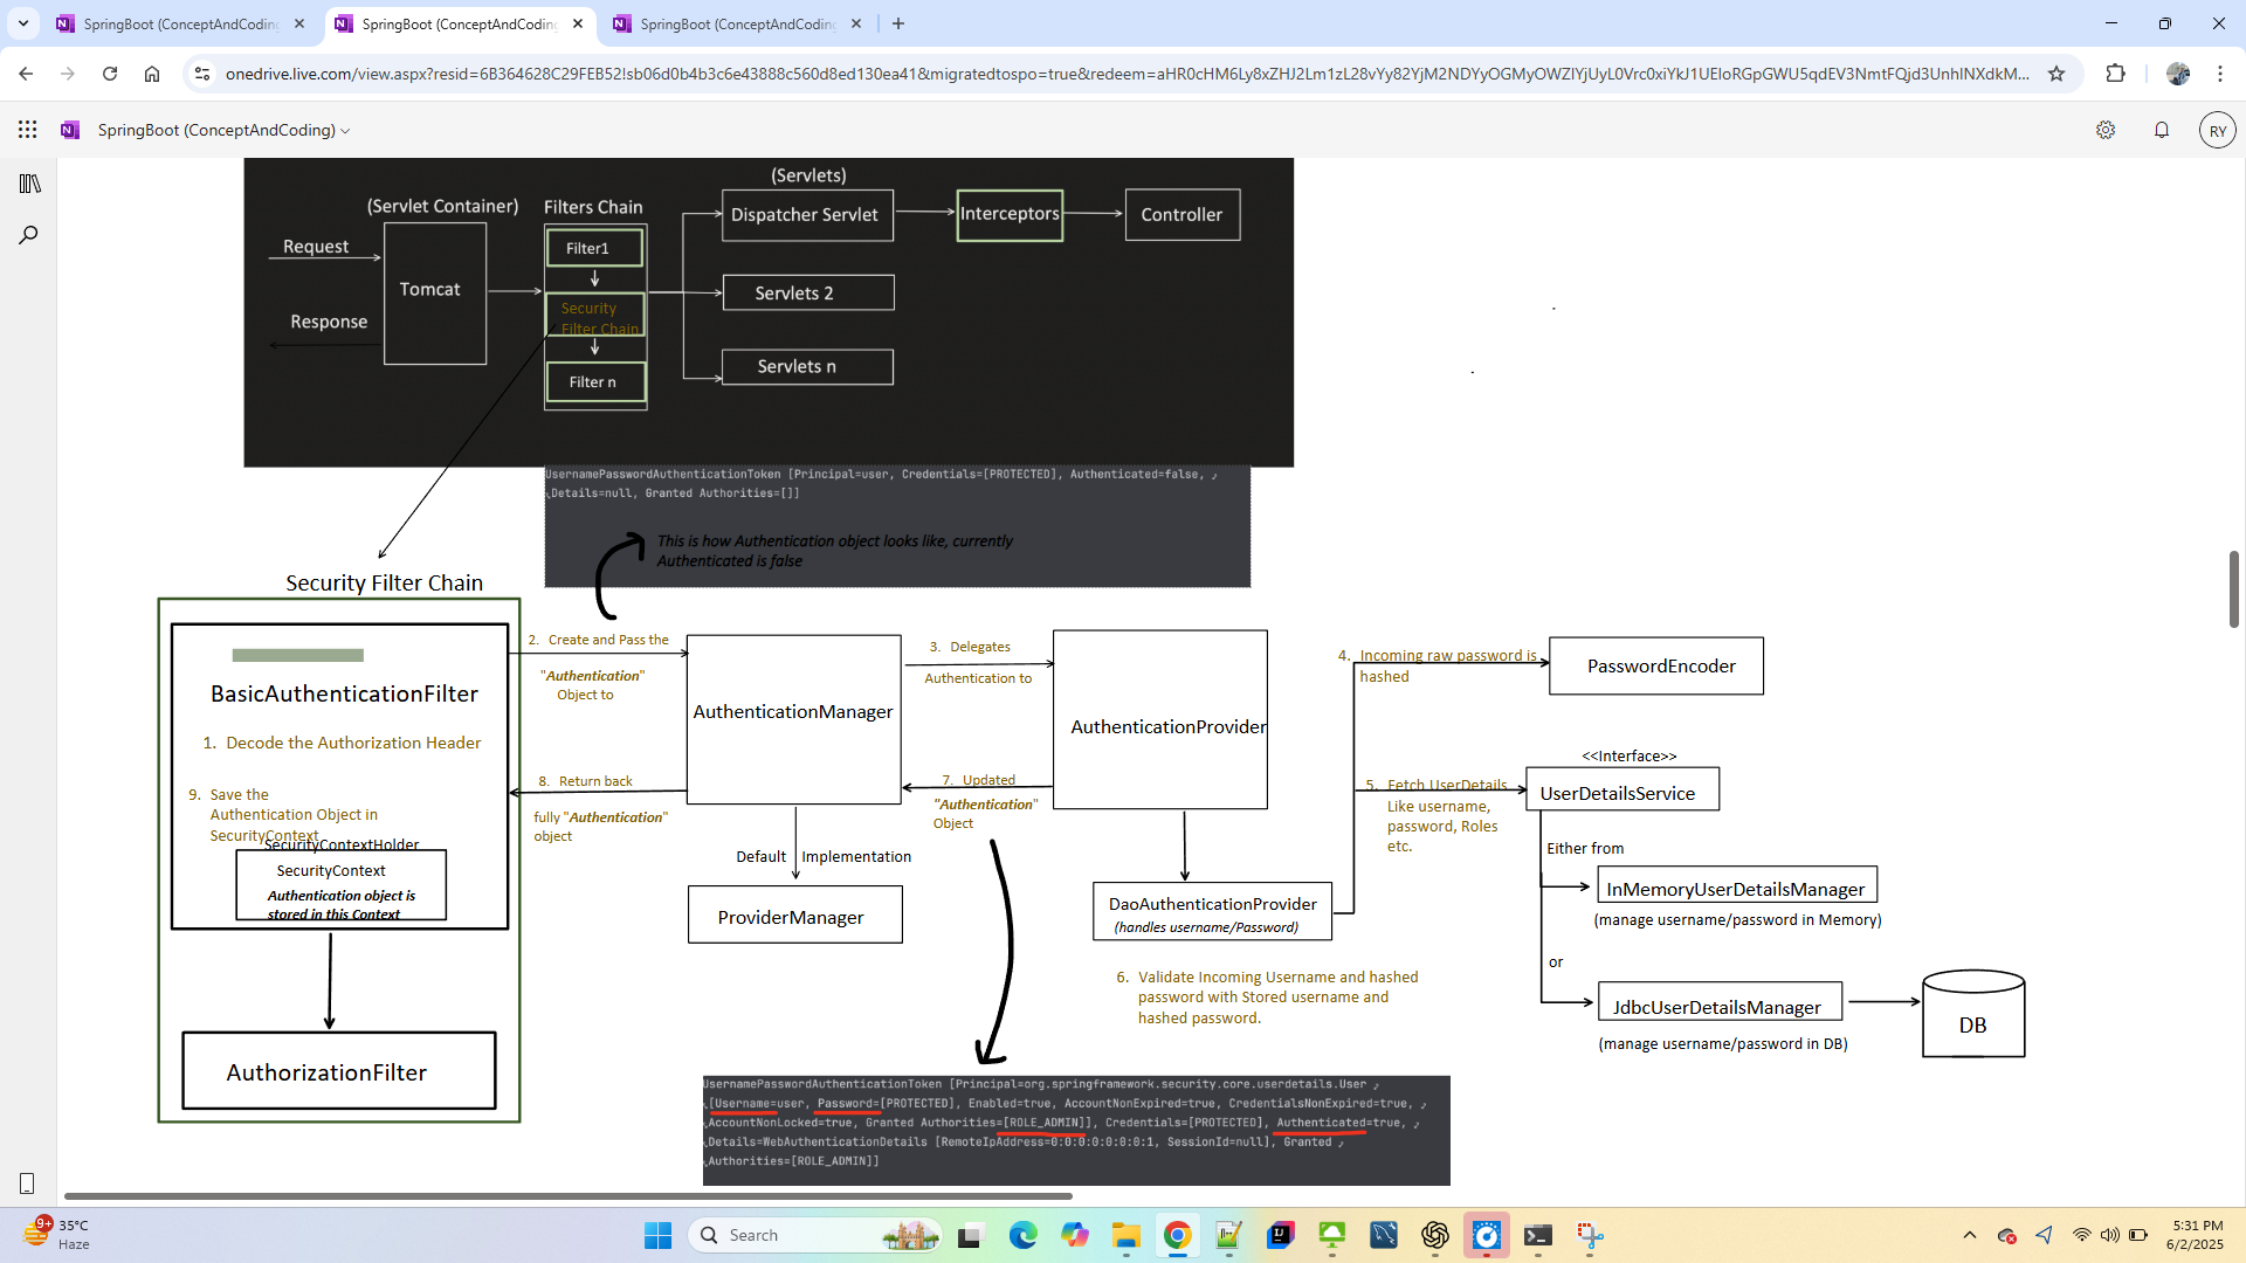 SpringBoot (ConceptAndCoding
SpringBoot (ConceptAndCoding
SpringBoot (ConceptAndCoding
onedrive.live.com/view.aspx?resid=6B364628C29FEB52!sb06d0b4b3c6e43888c560d8ed130ea41&migratedtospo=true&redeem=aHR0cHM6Ly8xZHJ2Lm1zL28vYy82YjM2NDYyOGMyOWZlYjUyL0Vrc0xiYkJ1UEloRGpGWU5qdEV3NmtFQjd3UnhlNXdkM...
SpringBoot (ConceptAndCoding)
RY
(Servlets)
(Servlet Container)
Filters Chain
Dispatcher Servlet
Interceptors
Controller
Request
Filter1
Tomcat
Servlets 2
Security
Filter Chain
Response
Servlets n
Filter n
UsernamePasswordAuthenticationToken [Principal=user, Credentials=[PROTECTED], Authenticated=false,
Details=null, Granted Authorities=[]]
This is how Authentication object looks like, currently
Authenticated is false
Security Filter Chain
BasicAuthenticationFilter
1. Decode the Authorization Header
9. Save the
Authentication Object in
SecurityContext
SecurityContextHolder
SecurityContext
Authentication object is
stored in this Context
AuthorizationFilter
2. Create and Pass the
"Authentication"
Object to
AuthenticationManager
8. Return back
fully "Authentication"
object
Default Implementation
ProviderManager
3. Delegates
Authentication to
AuthenticationProvider
7. Updated
"Authentication"
Object
DaoAuthenticationProvider
(handles username/Password)
6. Validate Incoming Username and hashed
password with Stored username and
hashed password.
4. Incoming raw password is
hashed
PasswordEncoder
<<Interface>>
5. Fetch UserDetails
Like username,
password, Roles
etc.
UserDetailsService
Either from
InMemoryUserDetailsManager
(manage username/password in Memory)
or
JdbcUserDetailsManager
(manage username/password in DB)
DB
UsernamePasswordAuthenticationToken [Principal=org.springframework.security.core.userdetails.User
[Username=user, Password=[PROTECTED], Enabled=true, AccountNonExpired=true, CredentialsNonExpired=true,
AccountNonLocked=true, Granted Authorities=[ROLE_ADMIN]], Credentials=[PROTECTED], Authenticated=true,
Details=WebAuthenticationDetails [RemoteIpAddress=0:0:0:0:0:0:0:1, SessionId=null], Granted
Authorities=[ROLE_ADMIN]]
9+
35°C
Haze
Search
5:31 PM
6/2/2025